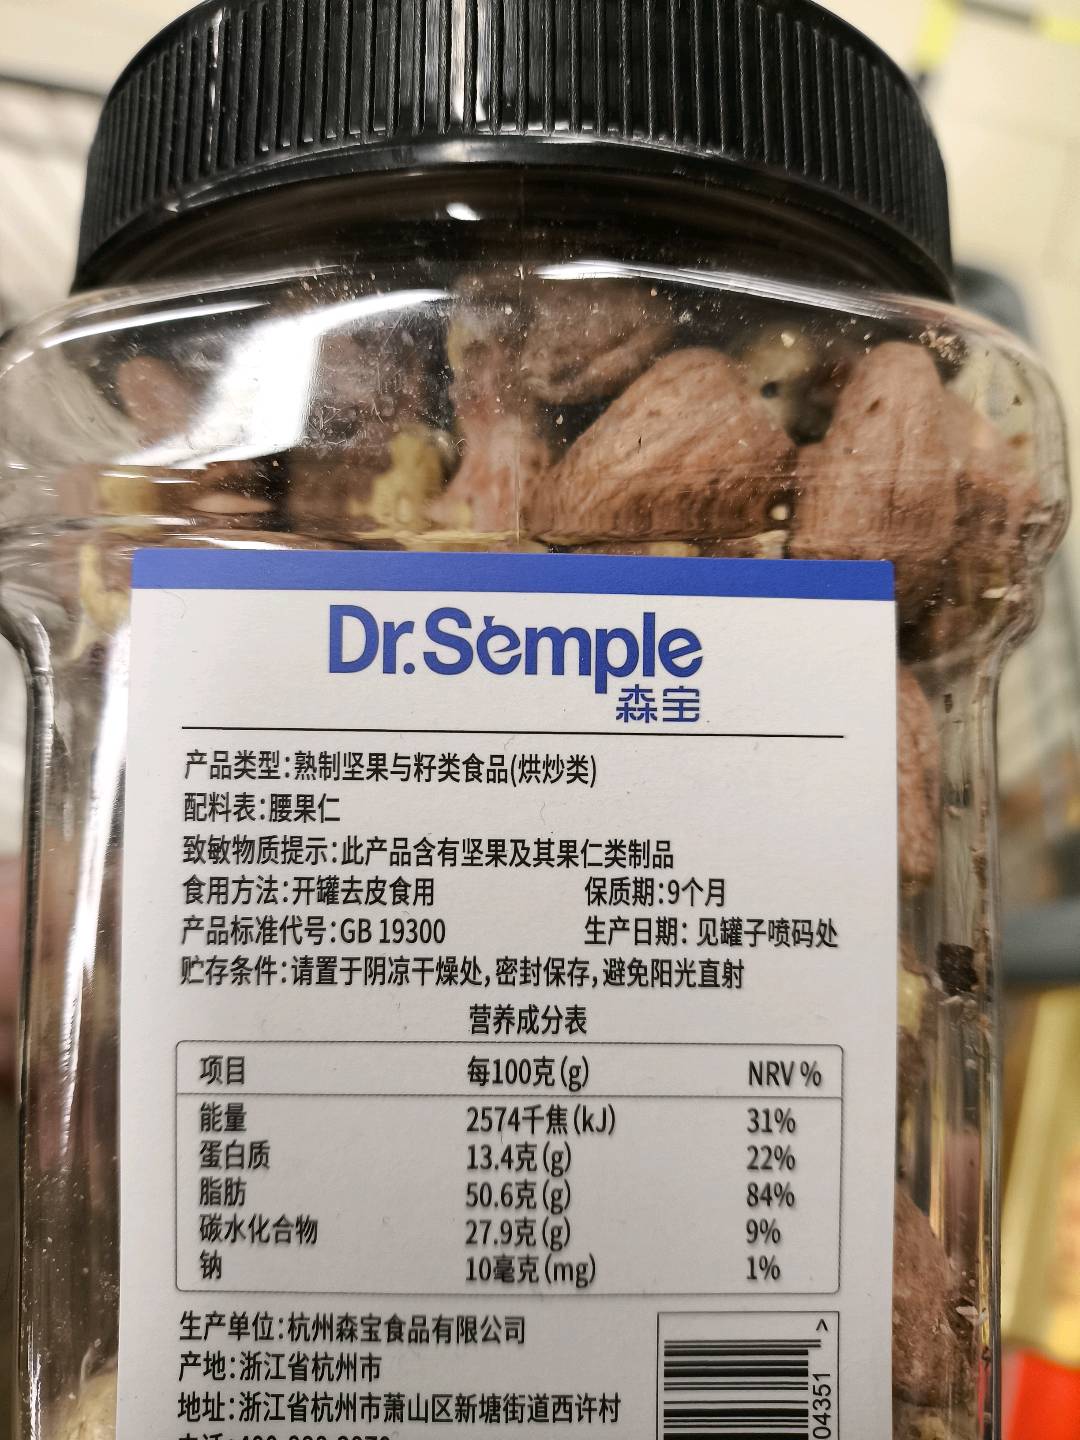 Dr.Semple
森宝
产品类型:熟制坚果与籽类食品(烘炒类)
配料表:腰果仁
致敏物质提示:此产品含有坚果及其果仁类制品
食用方法:开罐去皮食用 保质期:9个月
产品标准代号:GB 19300 生产日期: 见罐子喷码处
贮存条件:请置于阴凉干燥处,密封保存,避免阳光直射
营养成分表
项目 每100克(g) NRV%
能量 2574千焦(kJ) 31%
蛋白质 13.4克(g) 22%
脂肪 50.6克(g) 84%
碳水化合物 27.9克(g) 9%
钠 10毫克(mg) 1%
生产单位:杭州森宝食品有限公司
产地:浙江省杭州市
地址:浙江省杭州市萧山区新塘街道西许村
04351 >